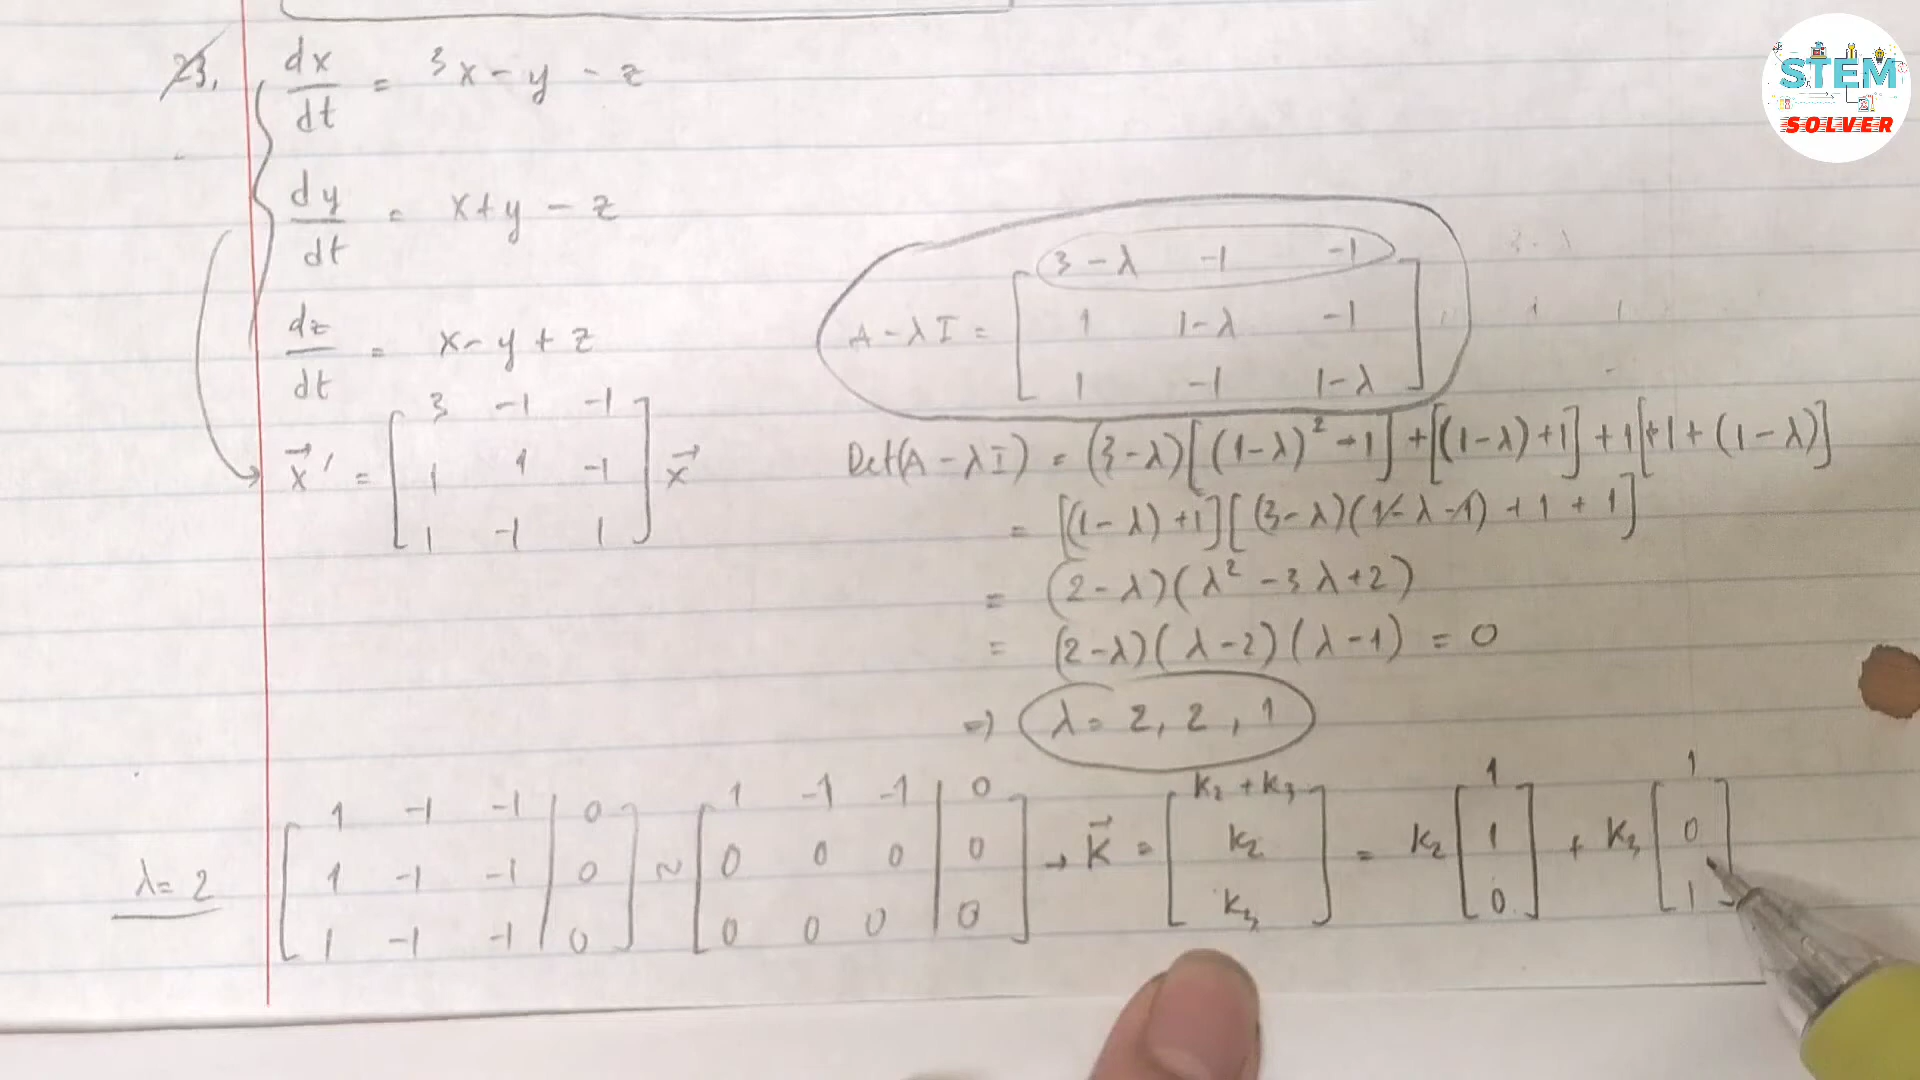 STEM
SOLVER
23. dx/dt = 3x - y - z
dy/dt = x + y - z
dz/dt = x - y + z
x⃗' = [3 -1 -1; 1 1 -1; 1 -1 1] x⃗
A - λI = [3-λ -1 -1; 1 1-λ -1; 1 -1 1-λ]
Det(A - λI) = (3-λ)[(1-λ)² - 1] + [(1-λ) + 1] + 1[+1 + (1-λ)]
= [(1-λ) + 1][(3-λ)(1 - λ - 1) + 1 + 1]
= (2-λ)(λ² - 3λ + 2)
= (2-λ)(λ-2)(λ-1) = 0
⇒ λ = 2, 2, 1
λ = 2 [1 -1 -1 | 0; 1 -1 -1 | 0; 1 -1 -1 | 0] ~ [1 -1 -1 | 0; 0 0 0 | 0; 0 0 0 | 0] → K⃗ = [k₂ + k₃; k₂; k₃] = k₂ [1; 1; 0] + k₃ [1; 0; 1]